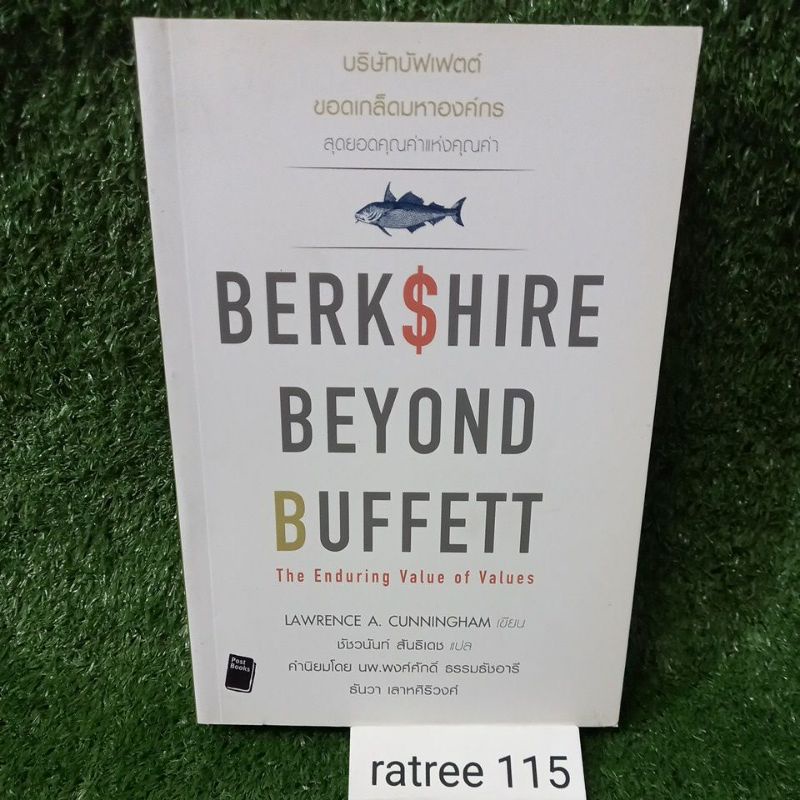 บริษัทบัฟเฟตต์
ขอดเกล็ดมหาองค์กร
สุดยอดคุณค่าแห่งคุณค่า
BERK$HIRE
BEYOND
BUFFETT
The Enduring Value of Values
LAWRENCE A. CUNNINGHAM เขียน
ชัชวนันท์ สันธิเดช แปล
คำนิยมโดย นพ.พงศ์ศักดิ์ ธรรมธัชอารี
ธันวา เลาหศิริวงศ์
Post
Books
ratree 115